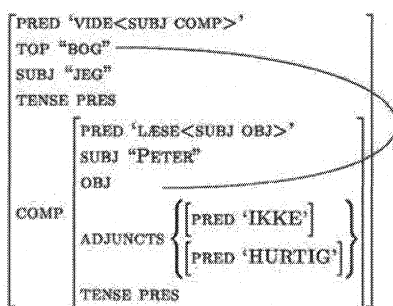 PRED ‘VIDE<SUBJ COMP>’
TOP “BOG”
SUBJ “JEG”
TENSE PRES
PRED ‘LÆSE<SUBJ OBJ>’
SUBJ “PETER”
OBJ
COMP
ADJUNCTS
PRED ‘IKKE’
PRED ‘HURTIG’
TENSE PRES